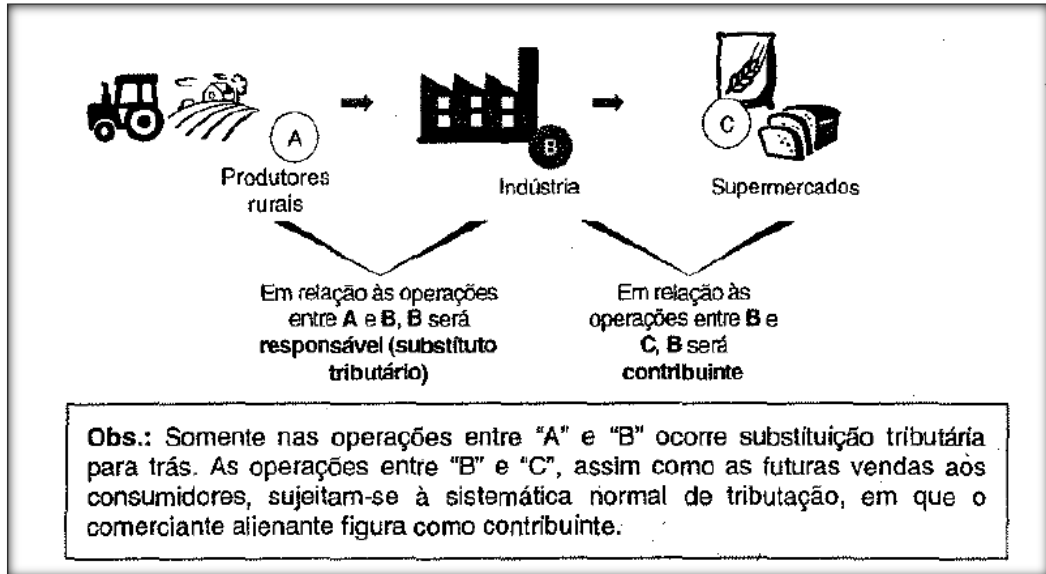 A
B
C
Produtores
rurais
Indústria
Supermercados
Em relação às operações
entre A e B, B será
responsável (substituto
tributário)
Em relação às
operações entre B e
C, B será
contribuinte
Obs.: Somente nas operações entre "A" e "B" ocorre substituição tributária
para trás. As operações entre "B" e "C", assim como as futuras vendas aos
consumidores, sujeitam-se à sistemática normal de tributação, em que o
comerciante alienante figura como contribuinte.